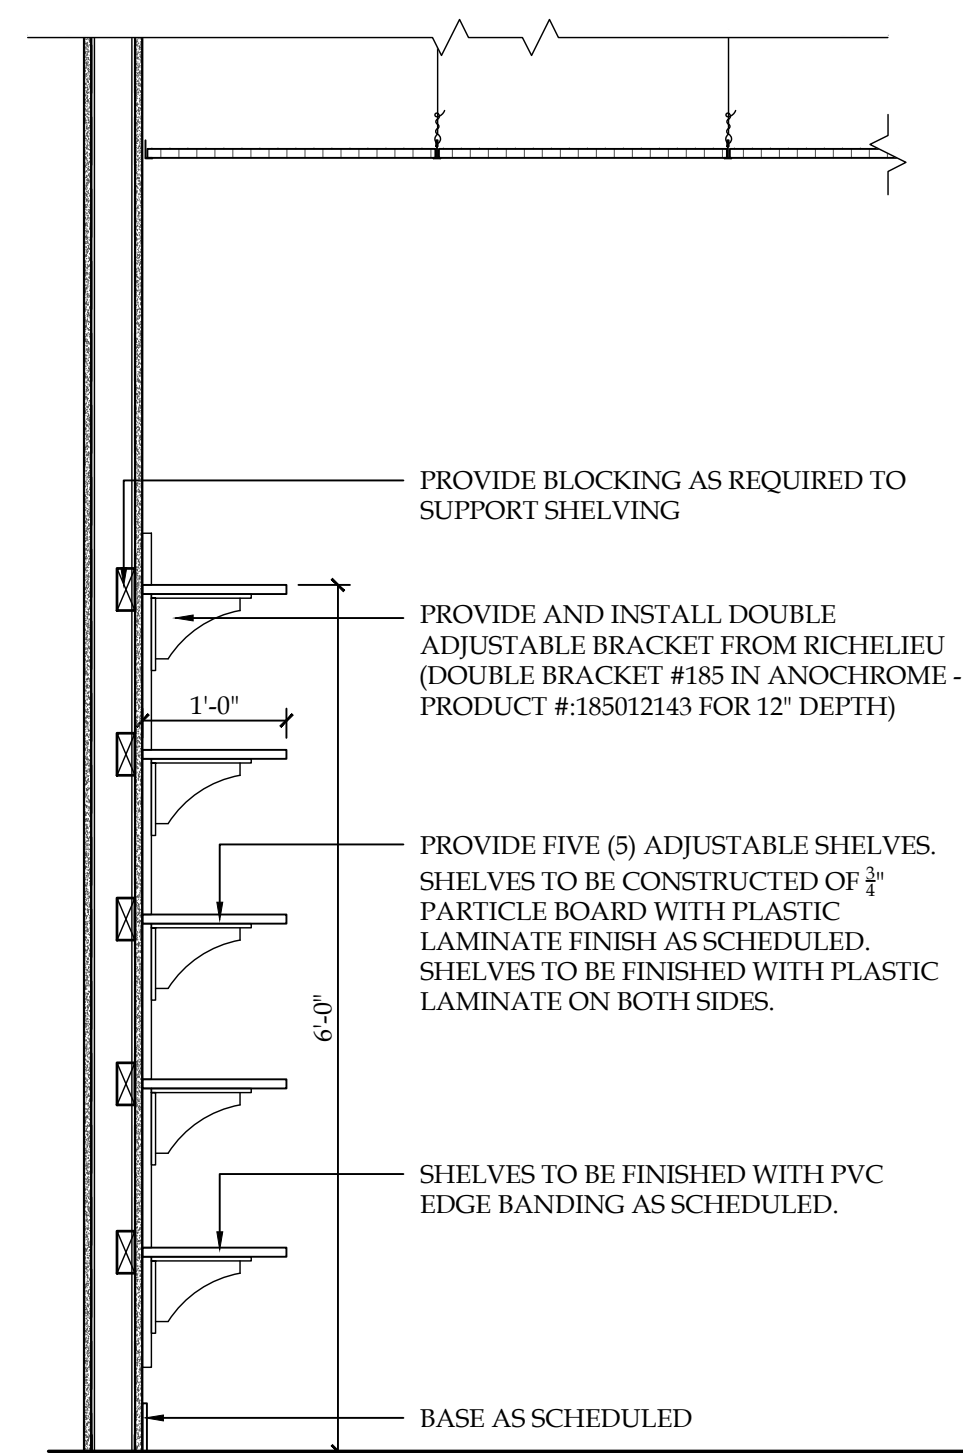 PROVIDE BLOCKING AS REQUIRED TO
SUPPORT SHELVING
PROVIDE AND INSTALL DOUBLE
ADJUSTABLE BRACKET FROM RICHELIEU
(DOUBLE BRACKET #185 IN ANOCHROME -
PRODUCT #:185012143 FOR 12" DEPTH)
1'-0"
PROVIDE FIVE (5) ADJUSTABLE SHELVES.
SHELVES TO BE CONSTRUCTED OF 3/4"
PARTICLE BOARD WITH PLASTIC
LAMINATE FINISH AS SCHEDULED.
SHELVES TO BE FINISHED WITH PLASTIC
LAMINATE ON BOTH SIDES.
6'-0"
SHELVES TO BE FINISHED WITH PVC
EDGE BANDING AS SCHEDULED.
BASE AS SCHEDULED